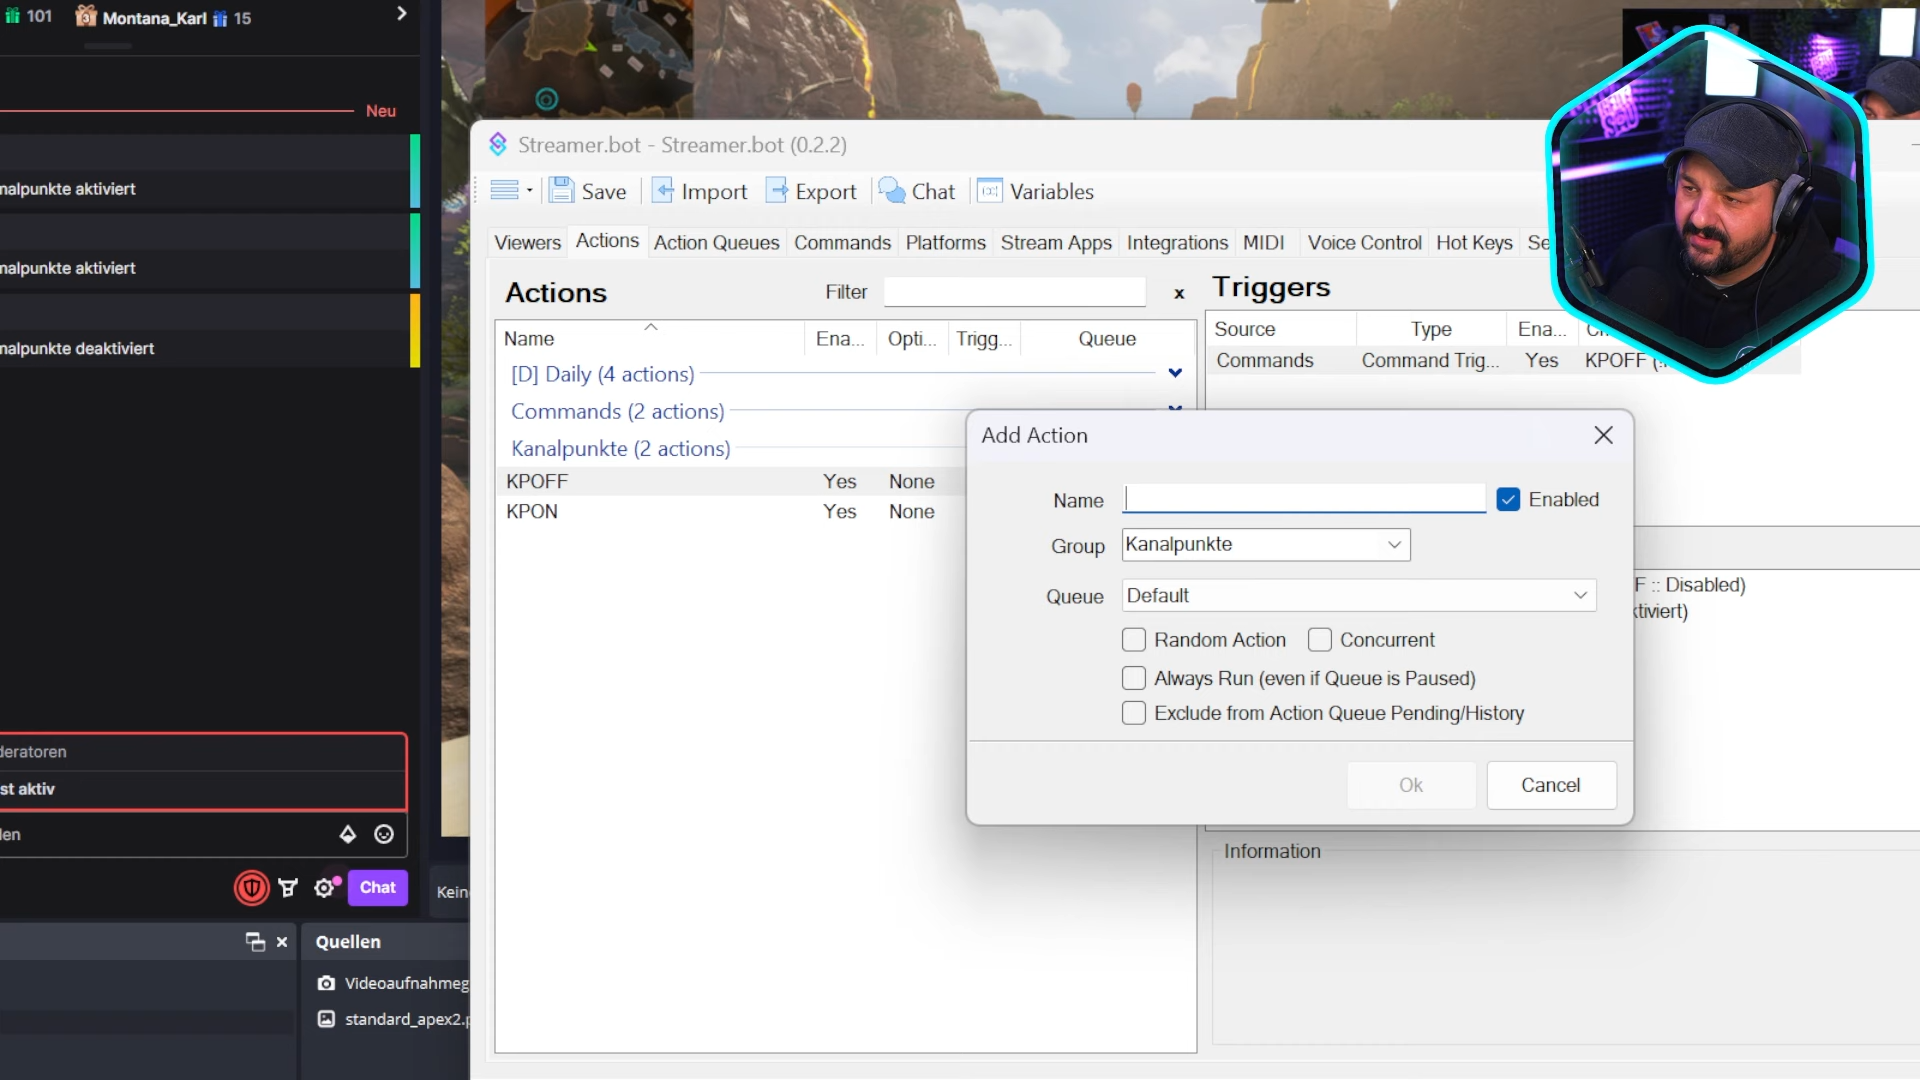 101 Montana_Karl 15
Neu
nalpunkte aktiviert
nalpunkte aktiviert
nalpunkte deaktiviert
deratoren
st aktiv
len
Chat
Kein
Quellen
Videoaufnahmeg
standard_apex2.p
Streamer.bot - Streamer.bot (0.2.2)
Save Import Export Chat Variables
Viewers Actions Action Queues Commands Platforms Stream Apps Integrations MIDI Voice Control Hot Keys Se
Actions Filter x
Name Ena... Opti... Trigg... Queue
[D] Daily (4 actions)
Commands (2 actions)
Kanalpunkte (2 actions)
KPOFF Yes None
KPON Yes None
Triggers
Source Type Ena...
Commands Command Trig... Yes KPOFF
Add Action
Name Enabled
Group Kanalpunkte
Queue Default
Random Action Concurrent
Always Run (even if Queue is Paused)
Exclude from Action Queue Pending/History
Ok Cancel
F :: Disabled)
ktiviert)
Information